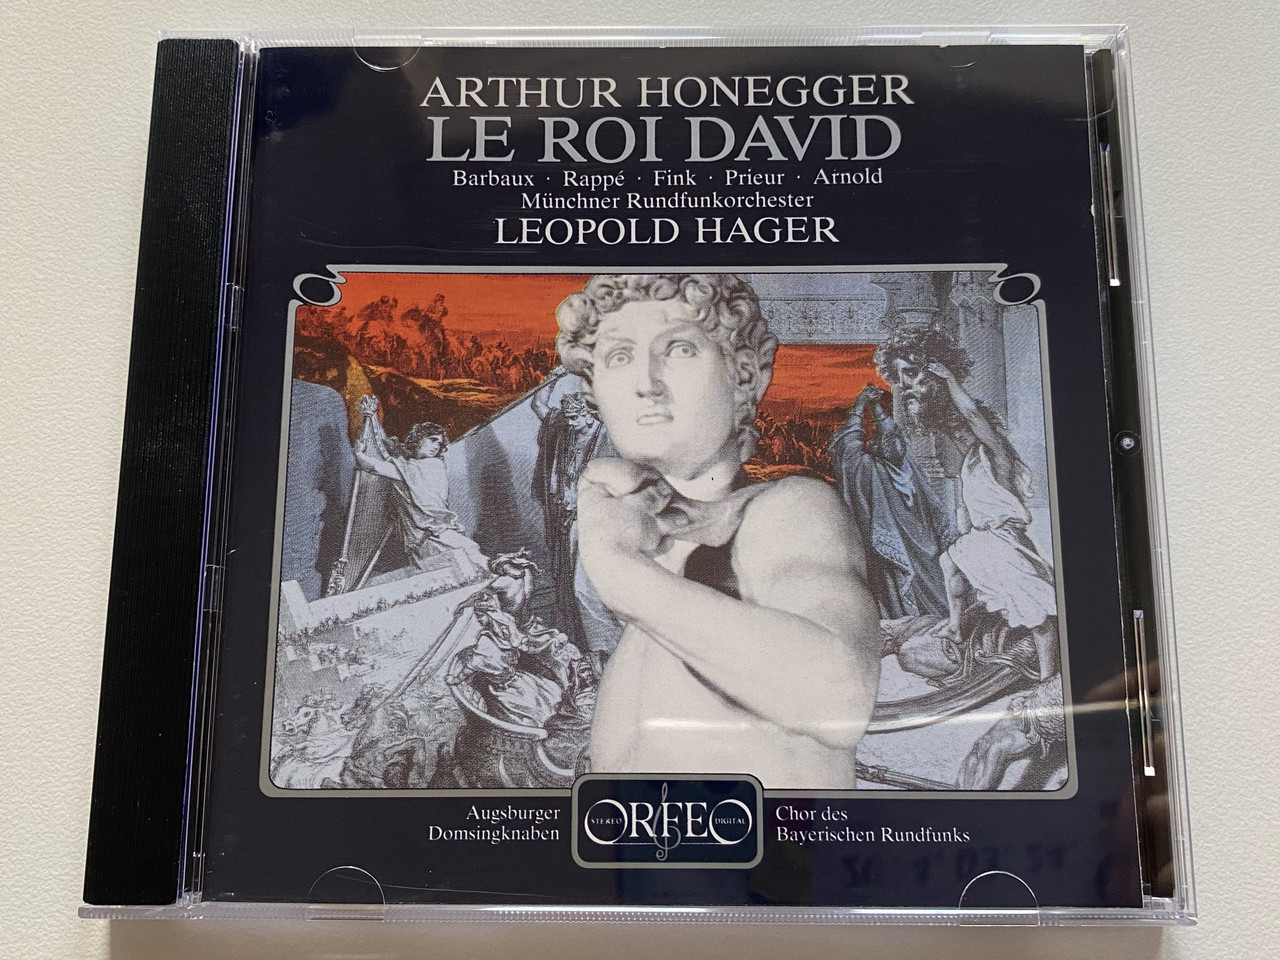 ARTHUR HONEGGER
LE ROI DAVID
Barbaux · Rappé · Fink · Prieur · Arnold
Münchner Rundfunkorchester
LEOPOLD HAGER
Augsburger
Domsingknaben
STEREO ORFEO DIGITAL
Chor des
Bayerischen Rundfunks